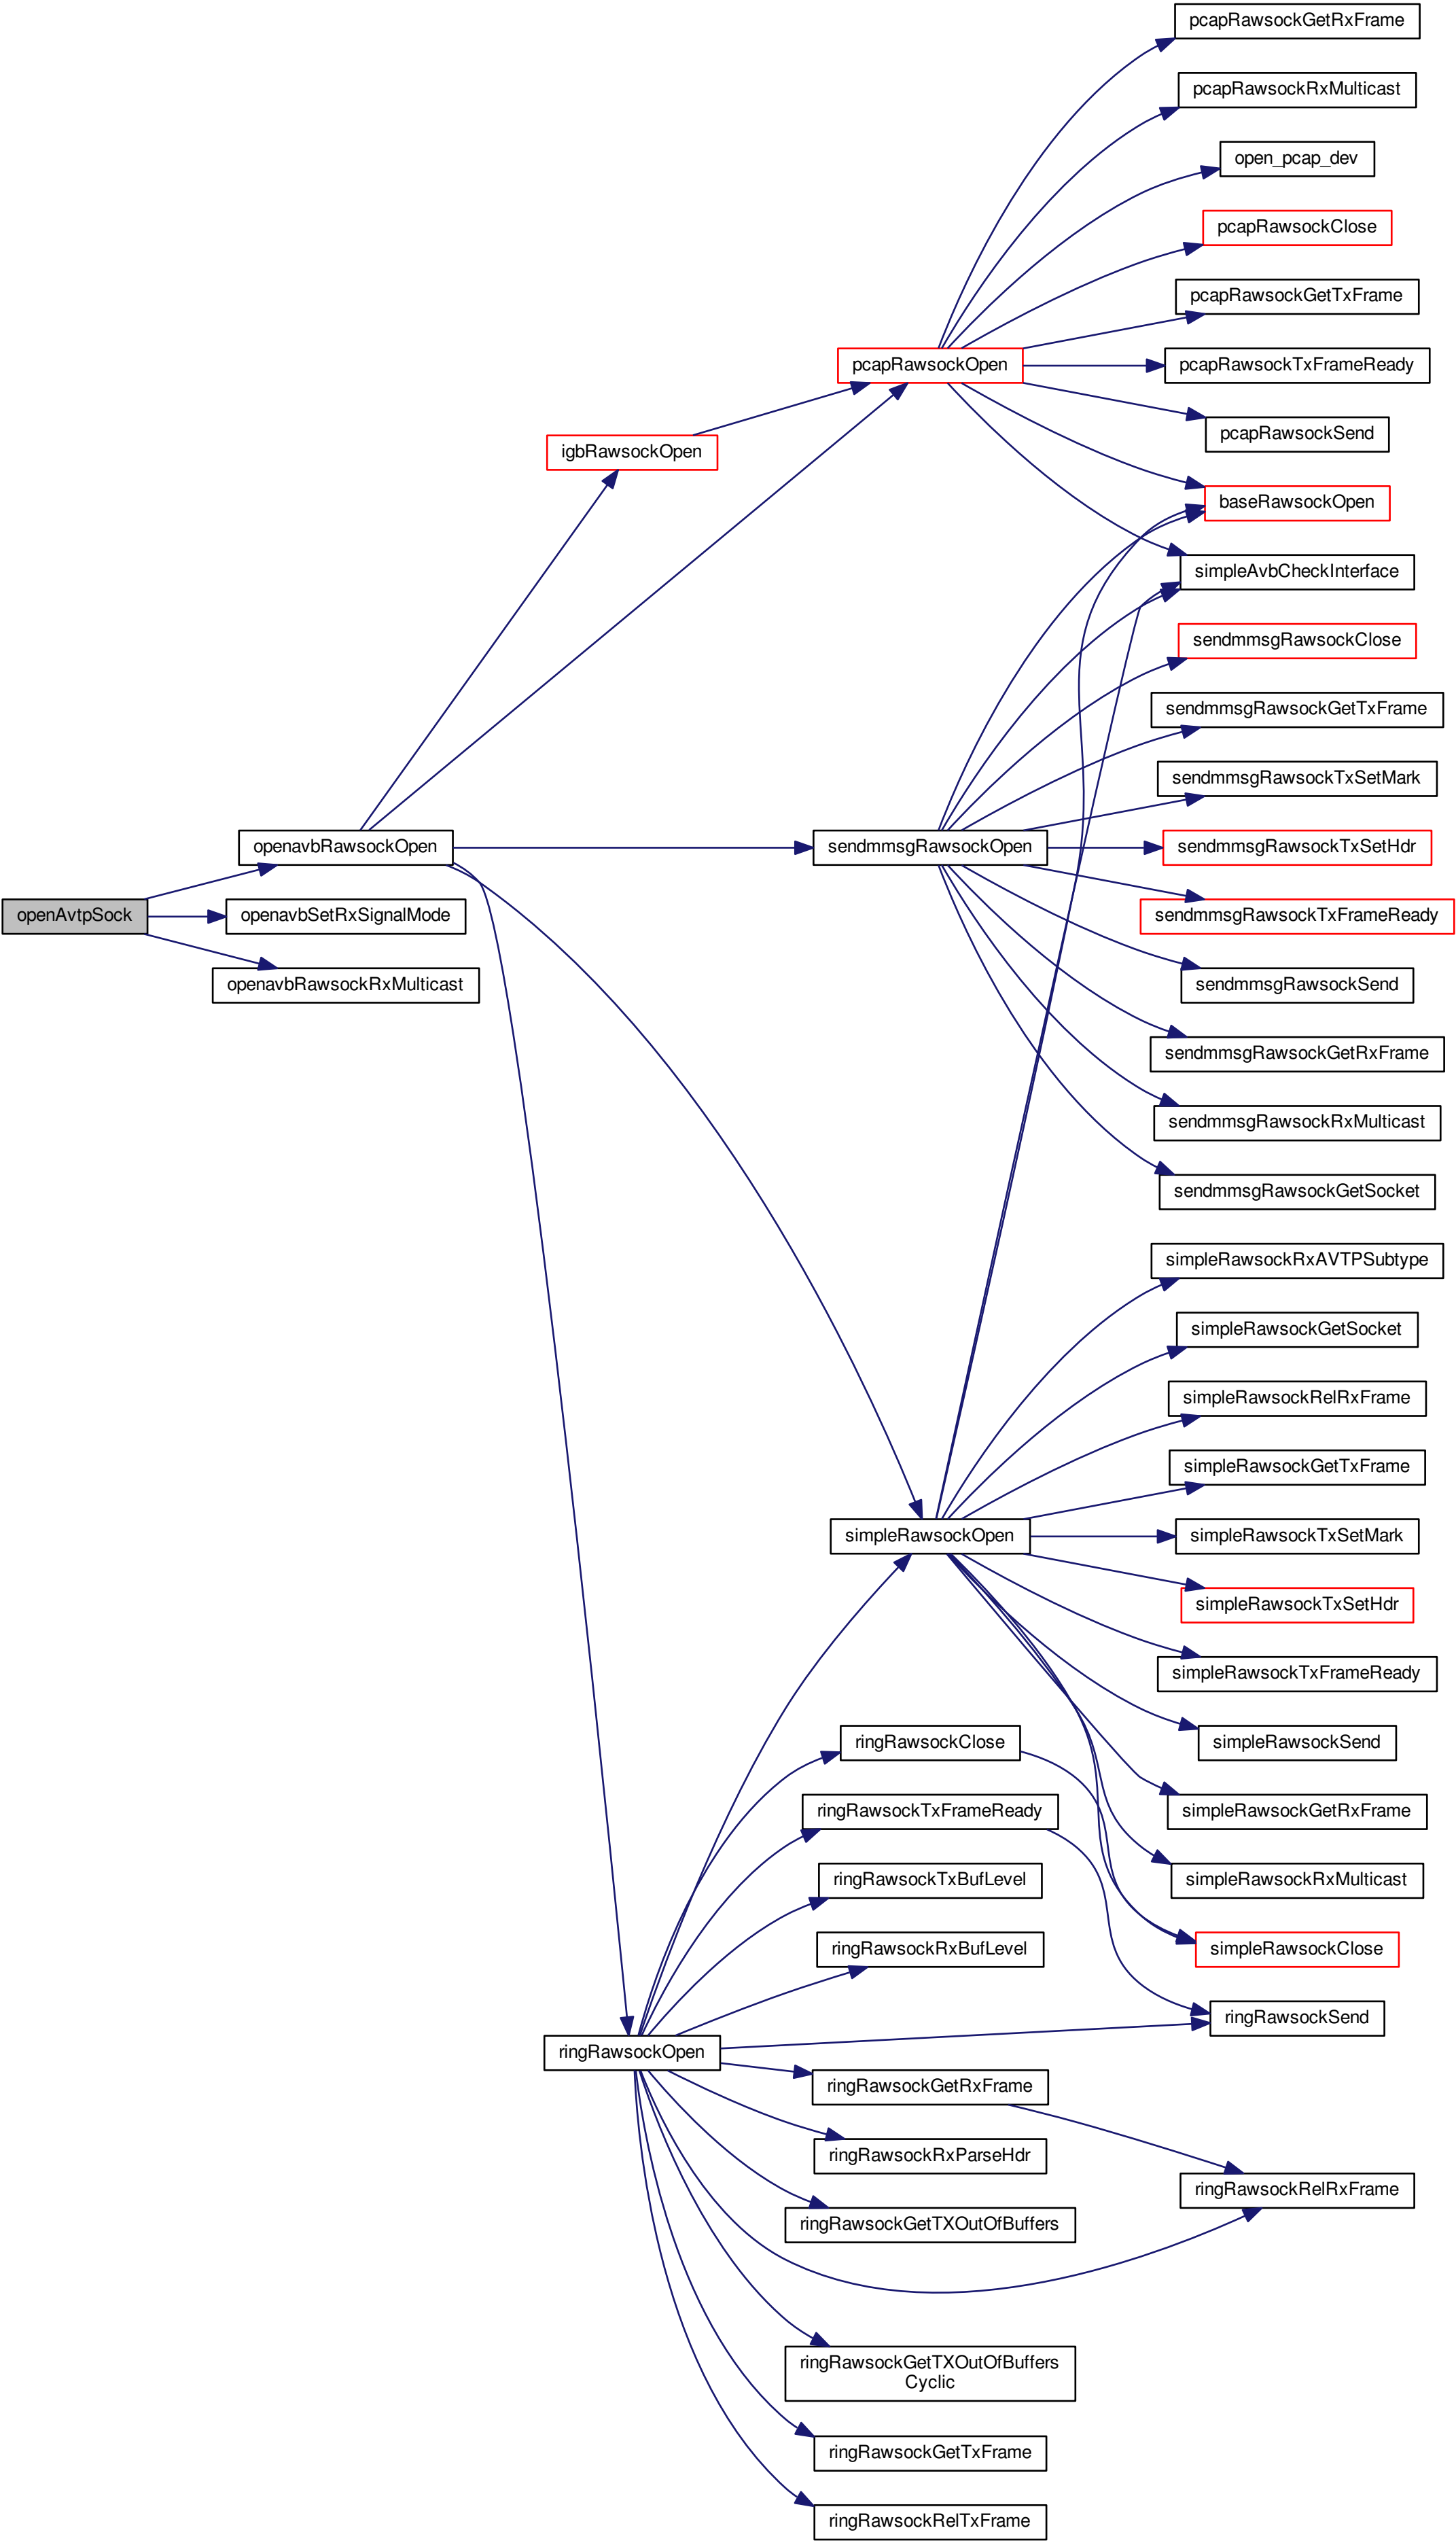 pcapRawsockGetRxFrame
pcapRawsockRxMulticast
open_pcap_dev
pcapRawsockClose
pcapRawsockGetTxFrame
pcapRawsockOpen
pcapRawsockTxFrameReady
pcapRawsockSend
igbRawsockOpen
baseRawsockOpen
simpleAvbCheckInterface
sendmmsgRawsockClose
sendmmsgRawsockGetTxFrame
sendmmsgRawsockTxSetMark
openavbRawsockOpen
sendmmsgRawsockOpen
sendmmsgRawsockTxSetHdr
openAvtpSock
openavbSetRxSignalMode
sendmmsgRawsockTxFrameReady
openavbRawsockRxMulticast
sendmmsgRawsockSend
sendmmsgRawsockGetRxFrame
sendmmsgRawsockRxMulticast
sendmmsgRawsockGetSocket
simpleRawsockRxAVTPSubtype
simpleRawsockGetSocket
simpleRawsockRelRxFrame
simpleRawsockGetTxFrame
simpleRawsockOpen
simpleRawsockTxSetMark
simpleRawsockTxSetHdr
simpleRawsockTxFrameReady
ringRawsockClose
simpleRawsockSend
ringRawsockTxFrameReady
simpleRawsockGetRxFrame
ringRawsockTxBufLevel
simpleRawsockRxMulticast
ringRawsockRxBufLevel
simpleRawsockClose
ringRawsockSend
ringRawsockOpen
ringRawsockGetRxFrame
ringRawsockRxParseHdr
ringRawsockRelRxFrame
ringRawsockGetTXOutOfBuffers
ringRawsockGetTXOutOfBuffers
Cyclic
ringRawsockGetTxFrame
ringRawsockRelTxFrame